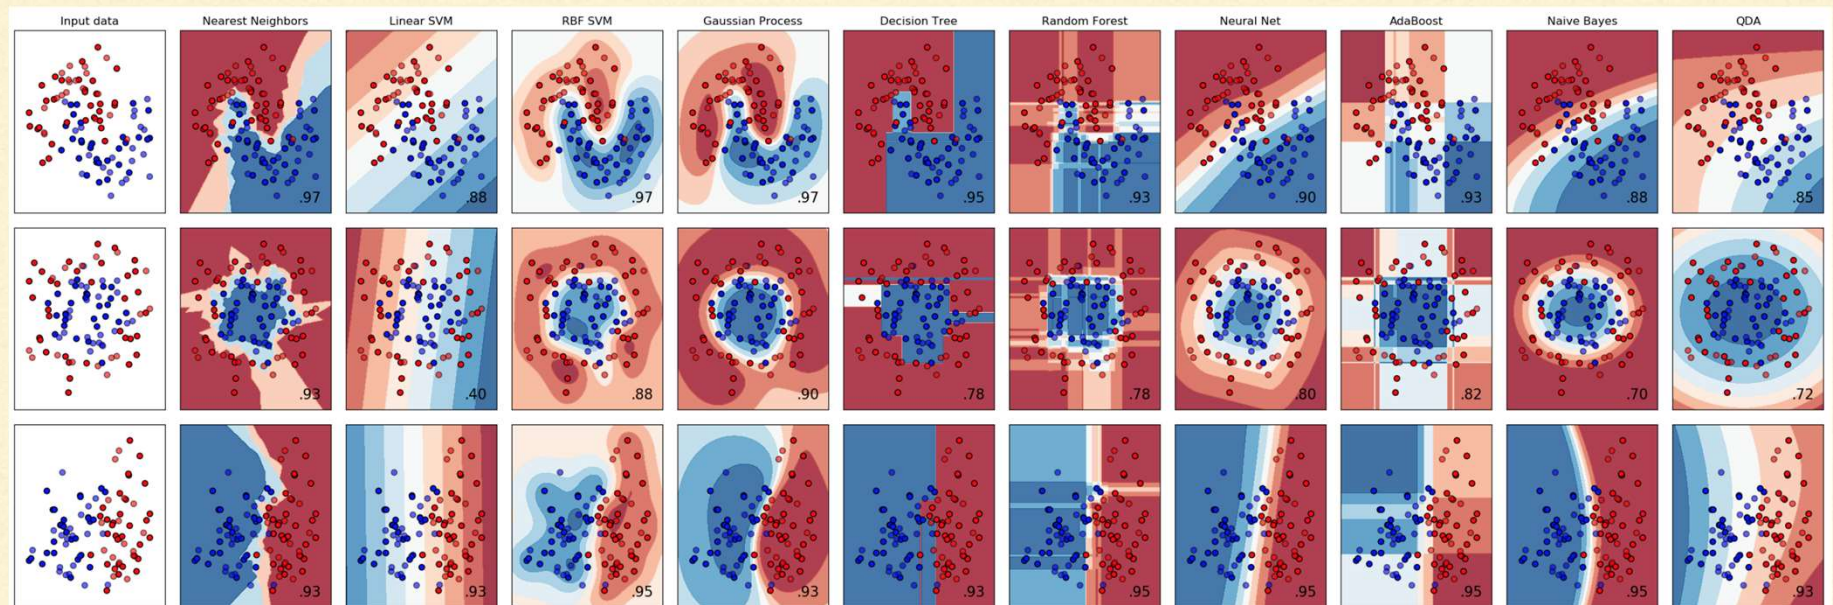 Input data Nearest Neighbors Linear SVM RBF SVM Gaussian Process Decision Tree Random Forest Neural Net AdaBoost Naive Bayes QDA
.97 .88 .97 .97 .95 .93 .90 .93 .88 .85
.93 .40 .88 .90 .78 .78 .80 .82 .70 .72
.93 .93 .95 .93 .93 .95 .95 .95 .95 .93